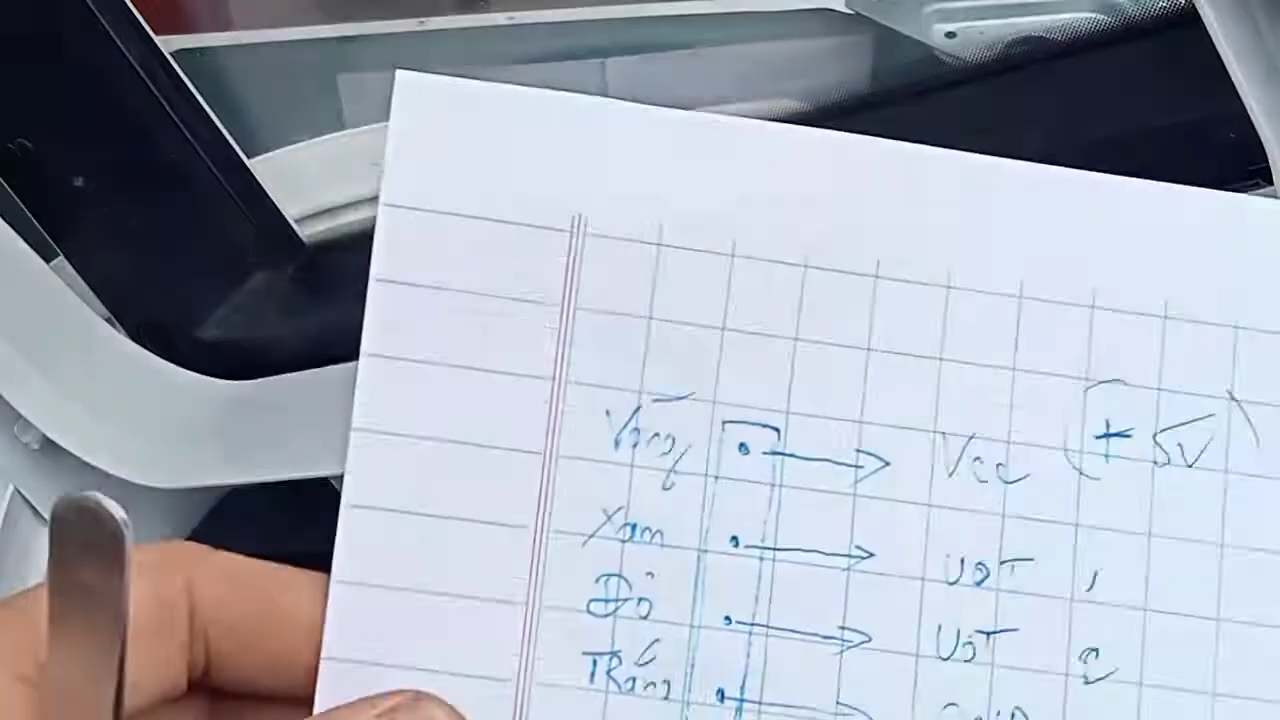 Vàng → Vcc (+ 5V)
Xám → VOT 1
Đỏ → VOT 2
Trắng →